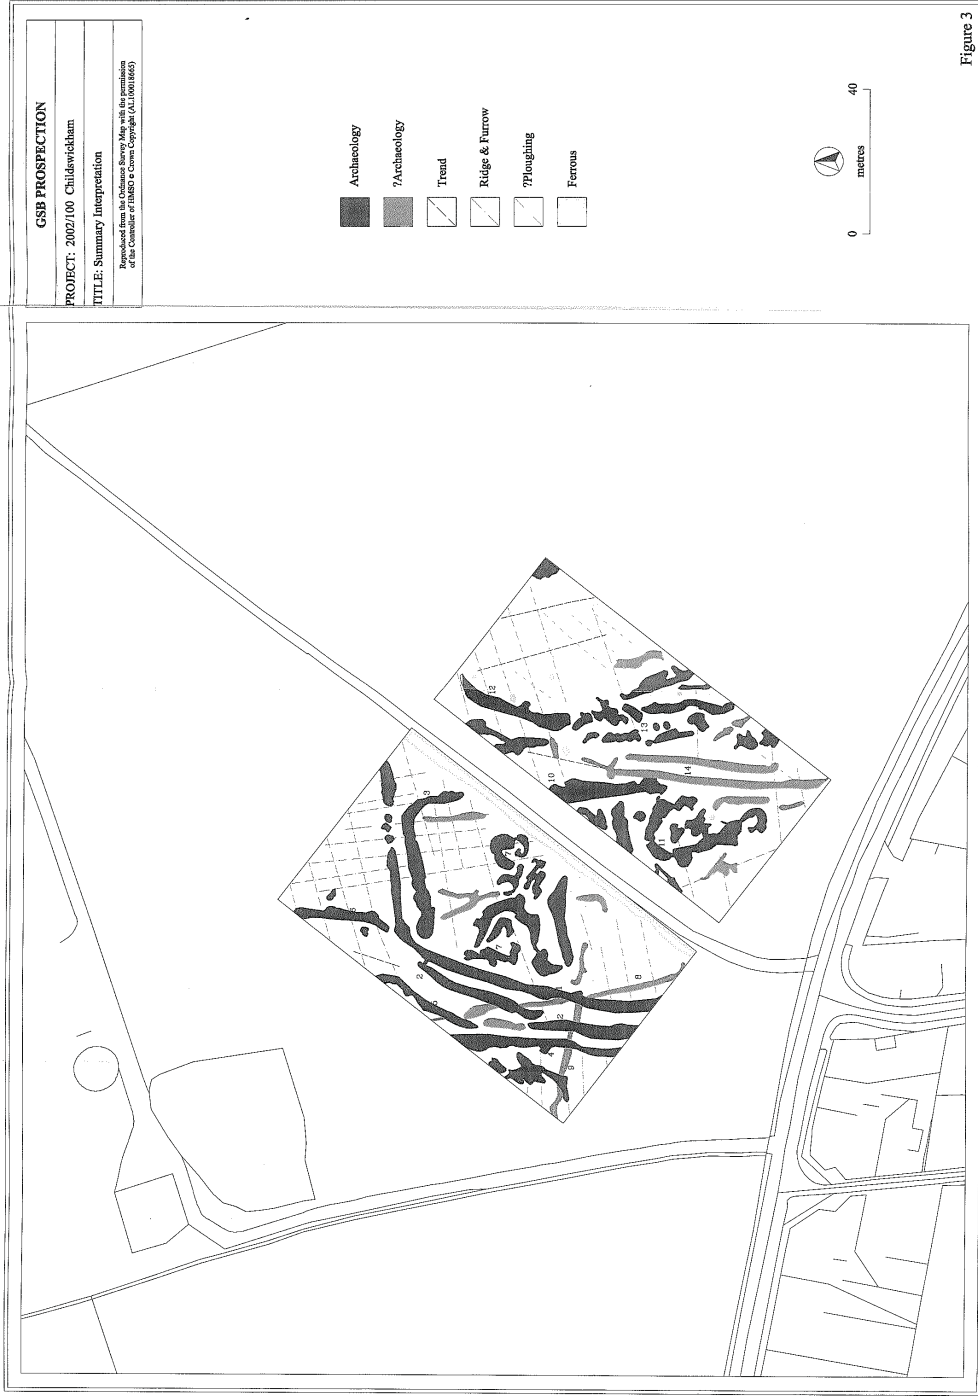 GSB PROSPECTION
PROJECT: 2002/100 Childswickham
TITLE: Summary Interpretation
Reproduced from the Ordnance Survey Map with the permission
of the Controller of HMSO © Crown Copyright (AL100018665)
Archaeology
?Archaeology
Trend
Ridge & Furrow
?Ploughing
Ferrous
0
40
metres
Figure 3
12
10
13
14
11
3
2
7
7
8
2
4
9